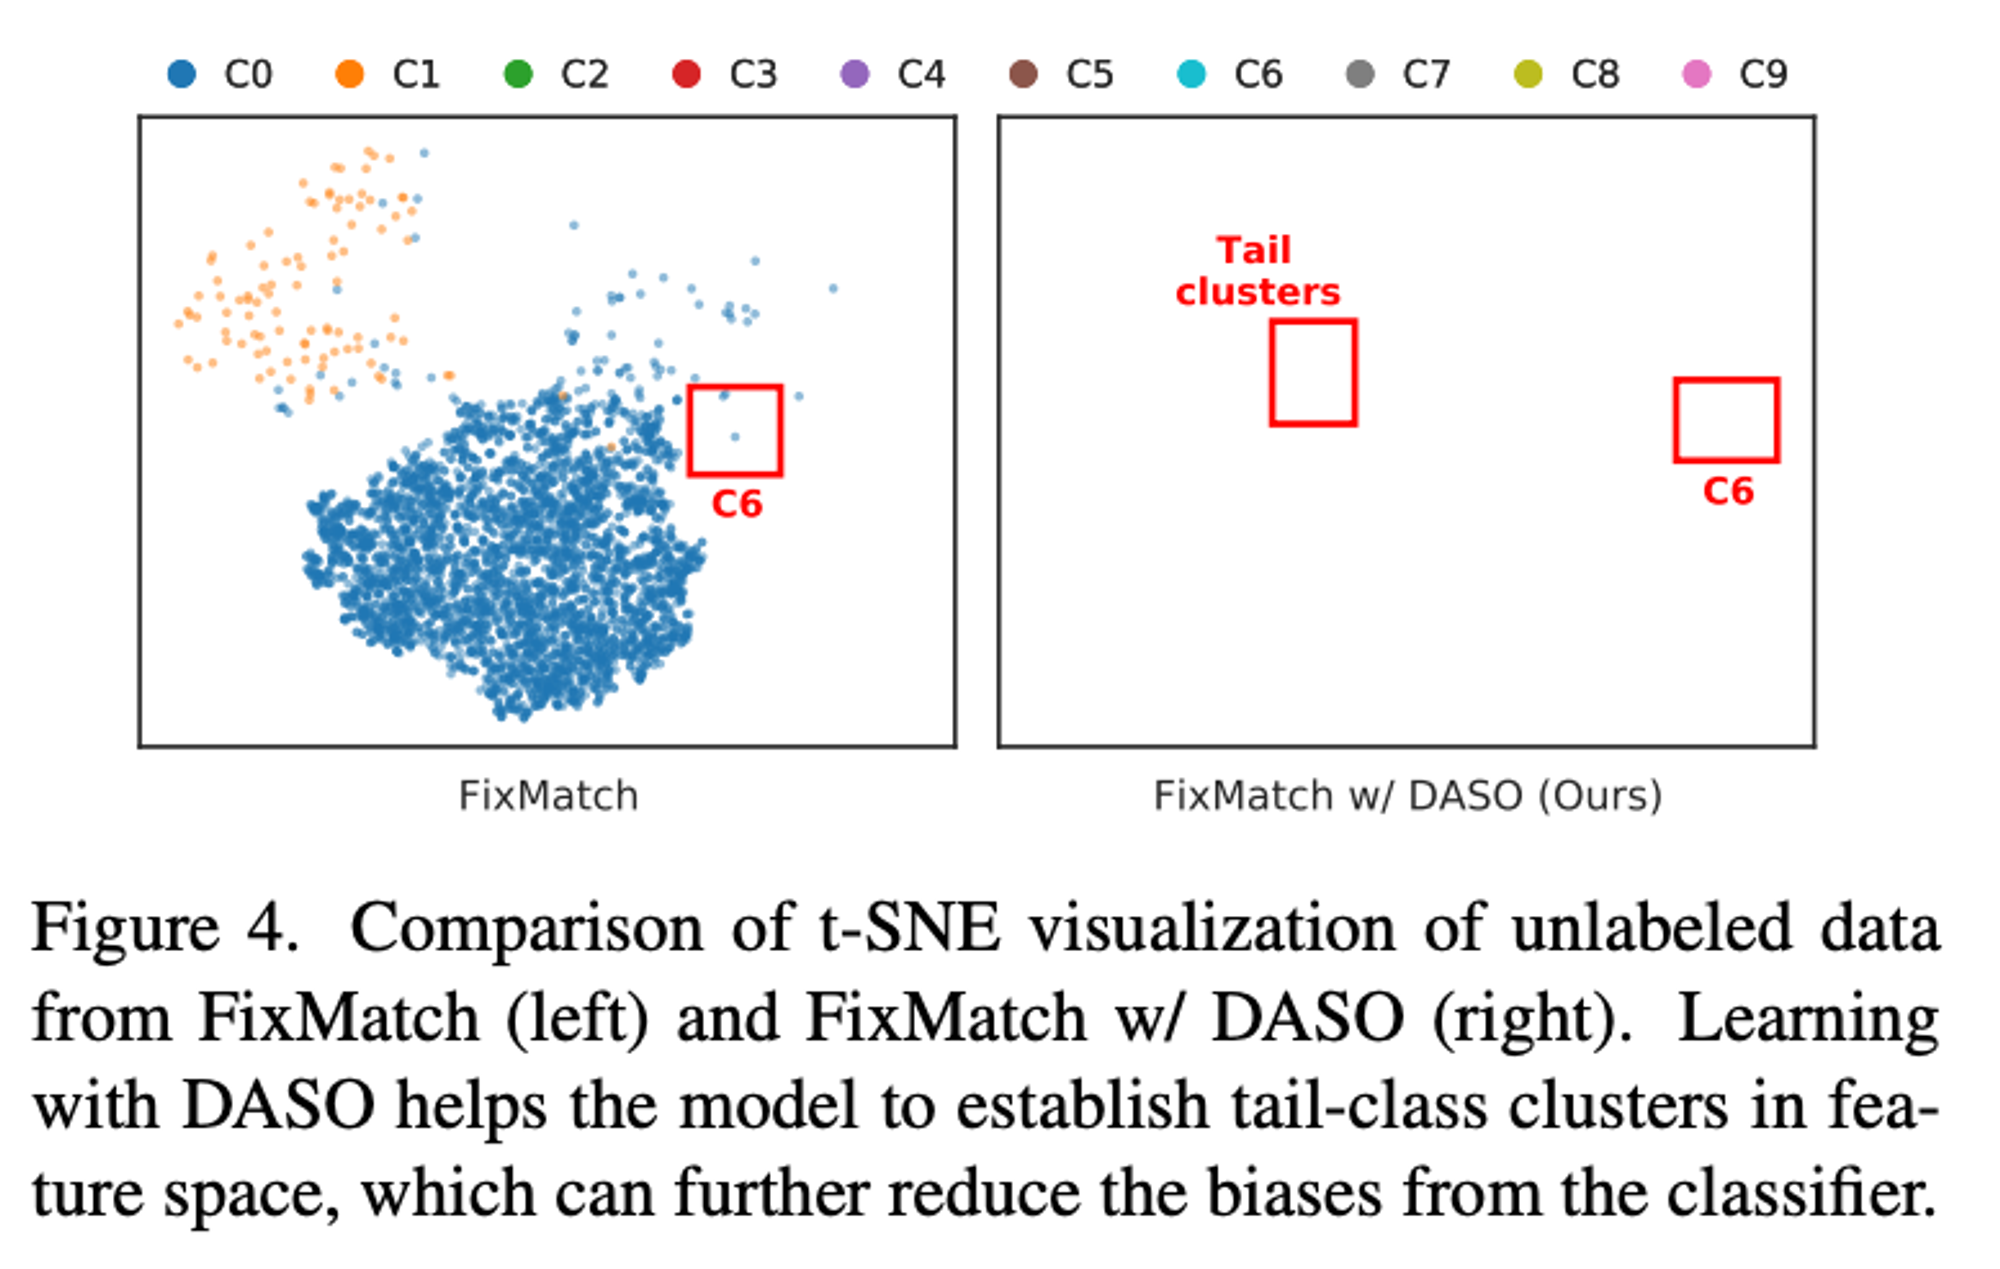 C0 C1 C2 C3 C4 C5 C6 C7 C8 C9
Tail
clusters
C6
C6
FixMatch
FixMatch w/ DASO (Ours)
Figure 4. Comparison of t-SNE visualization of unlabeled data
from FixMatch (left) and FixMatch w/ DASO (right). Learning
with DASO helps the model to establish tail-class clusters in fea-
ture space, which can further reduce the biases from the classifier.